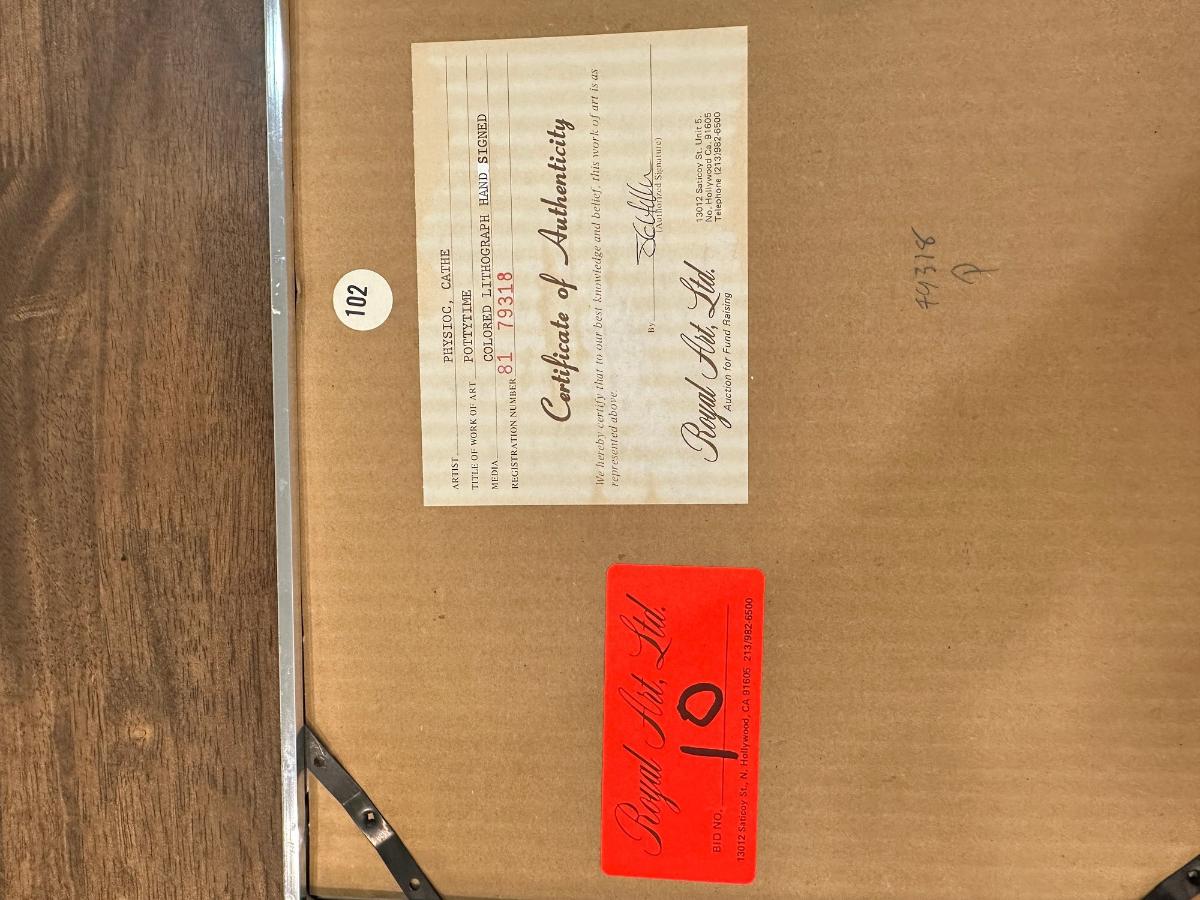 102
ARTIST PHYSIOC, CATHE
TITLE OF WORK OF ART POTTYTIME
MEDIA COLORED LITHOGRAPH HAND SIGNED
REGISTRATION NUMBER 81 79318
Certificate of Authenticity
We hereby certify that to our best knowledge and belief, this work of art is as
represented above.
By
(Authorized Signature)
Royal Art, Ltd.
Auction for Fund Raising
13012 Saticoy St. Unit 5.
No. Hollywood Ca. 91605
Telephone (213)982-6500
79318
P
Royal Art, Ltd.
BID NO. 10
13012 Saticoy St., N. Hollywood, CA 91605 213/982-6500